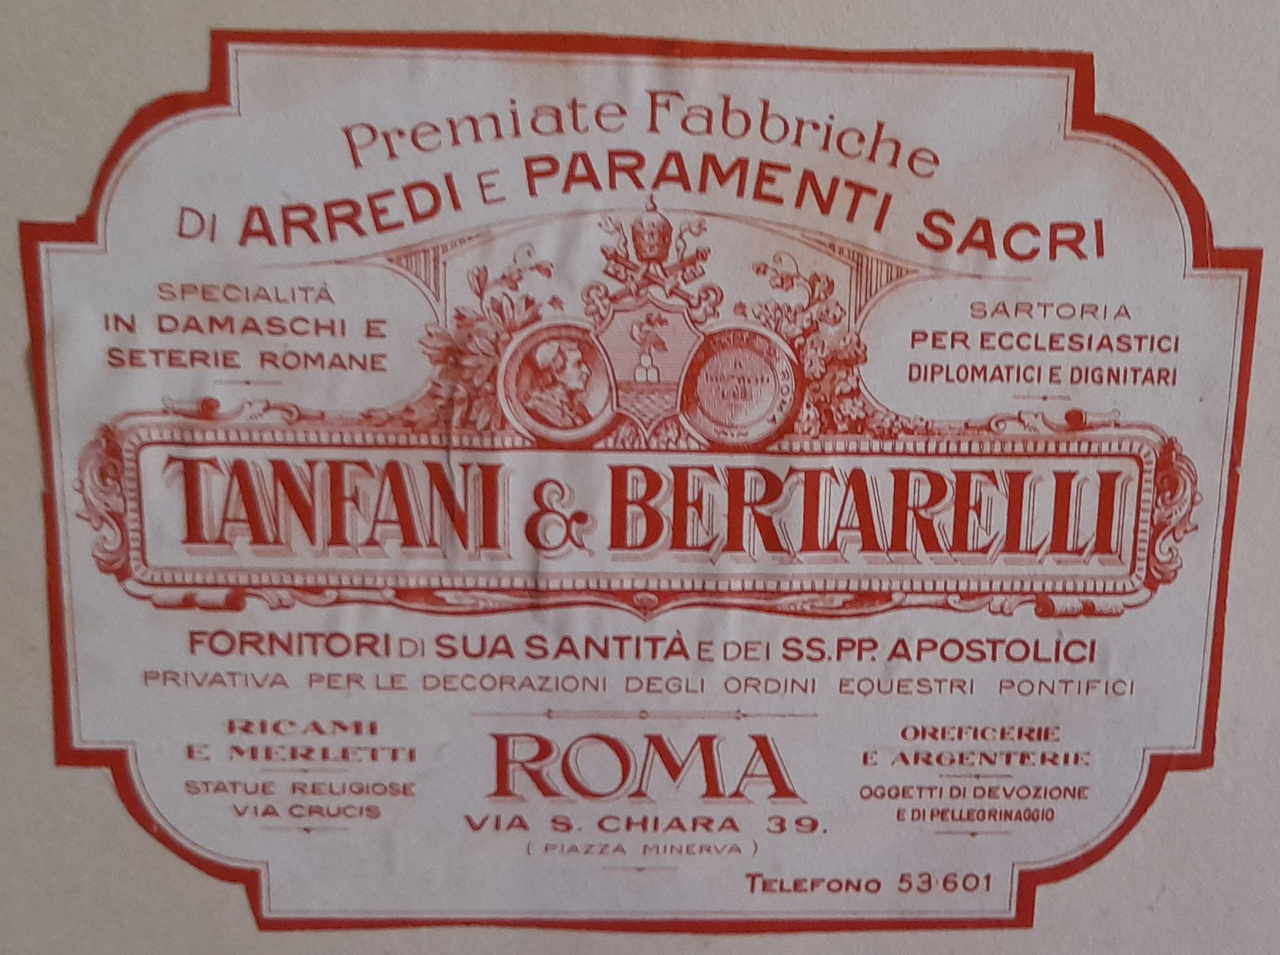 Premiate Fabbriche
DI ARREDI E PARAMENTI SACRI
SPECIALITÀ
IN DAMASCHI E
SETERIE ROMANE
SARTORIA
PER ECCLESIASTICI
DIPLOMATICI E DIGNITARI
TANFANI & BERTARELLI
FORNITORI DI SUA SANTITÀ E DEI SS.PP. APOSTOLICI
PRIVATIVA PER LE DECORAZIONI DEGLI ORDINI EQUESTRI PONTIFICI
RICAMI
E MERLETTI
STATUE RELIGIOSE
VIA CRUCIS
ROMA
VIA S. CHIARA 39.
(PIAZZA MINERVA)
OREFICERIE
E ARGENTERIE
OGGETTI DI DEVOZIONE
E DI PELLEGRINAGGIO
TELEFONO 53·601